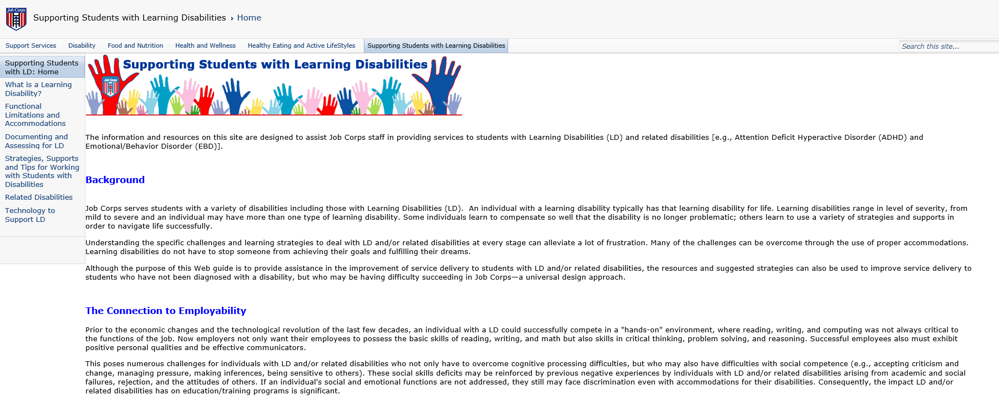 Job Corps
Supporting Students with Learning Disabilities ▸ Home
Support Services Disability Food and Nutrition Health and Wellness Healthy Eating and Active LifeStyles Supporting Students with Learning Disabilities Search this site...
Supporting Students
with LD: Home
What is a Learning
Disability?
Functional
Limitations and
Accommodations
Documenting and
Assessing for LD
Strategies, Supports
and Tips for Working
with Students with
Disabilities
Related Disabilities
Technology to
Support LD
Supporting Students with Learning Disabilities
Job Corps
The information and resources on this site are designed to assist Job Corps staff in providing services to students with Learning Disabilities (LD) and related disabilities [e.g., Attention Deficit Hyperactive Disorder (ADHD) and
Emotional/Behavior Disorder (EBD)].
Background
Job Corps serves students with a variety of disabilities including those with Learning Disabilities (LD).  An individual with a learning disability typically has that learning disability for life. Learning disabilities range in level of severity, from
mild to severe and an individual may have more than one type of learning disability. Some individuals learn to compensate so well that the disability is no longer problematic; others learn to use a variety of strategies and supports in
order to navigate life successfully.
Understanding the specific challenges and learning strategies to deal with LD and/or related disabilities at every stage can alleviate a lot of frustration. Many of the challenges can be overcome through the use of proper accommodations.
Learning disabilities do not have to stop someone from achieving their goals and fulfilling their dreams.
Although the purpose of this Web guide is to provide assistance in the improvement of service delivery to students with LD and/or related disabilities, the resources and suggested strategies can also be used to improve service delivery to
students who have not been diagnosed with a disability, but who may be having difficulty succeeding in Job Corps—a universal design approach.
The Connection to Employability
Prior to the economic changes and the technological revolution of the last few decades, an individual with a LD could successfully compete in a "hands-on" environment, where reading, writing, and computing was not always critical to
the functions of the job. Now employers not only want their employees to possess the basic skills of reading, writing, and math but also skills in critical thinking, problem solving, and reasoning. Successful employees also must exhibit
positive personal qualities and be effective communicators.
This poses numerous challenges for individuals with LD and/or related disabilities who not only have to overcome cognitive processing difficulties, but who may also have difficulties with social competence (e.g., accepting criticism and
change, managing pressure, making inferences, being sensitive to others). These social skills deficits may be reinforced by previous negative experiences by individuals with LD and/or related disabilities arising from academic and social
failures, rejection, and the attitudes of others. If an individual's social and emotional functions are not addressed, they still may face discrimination even with accommodations for their disabilities. Consequently, the impact LD and/or
related disabilities has on education/training programs is significant.